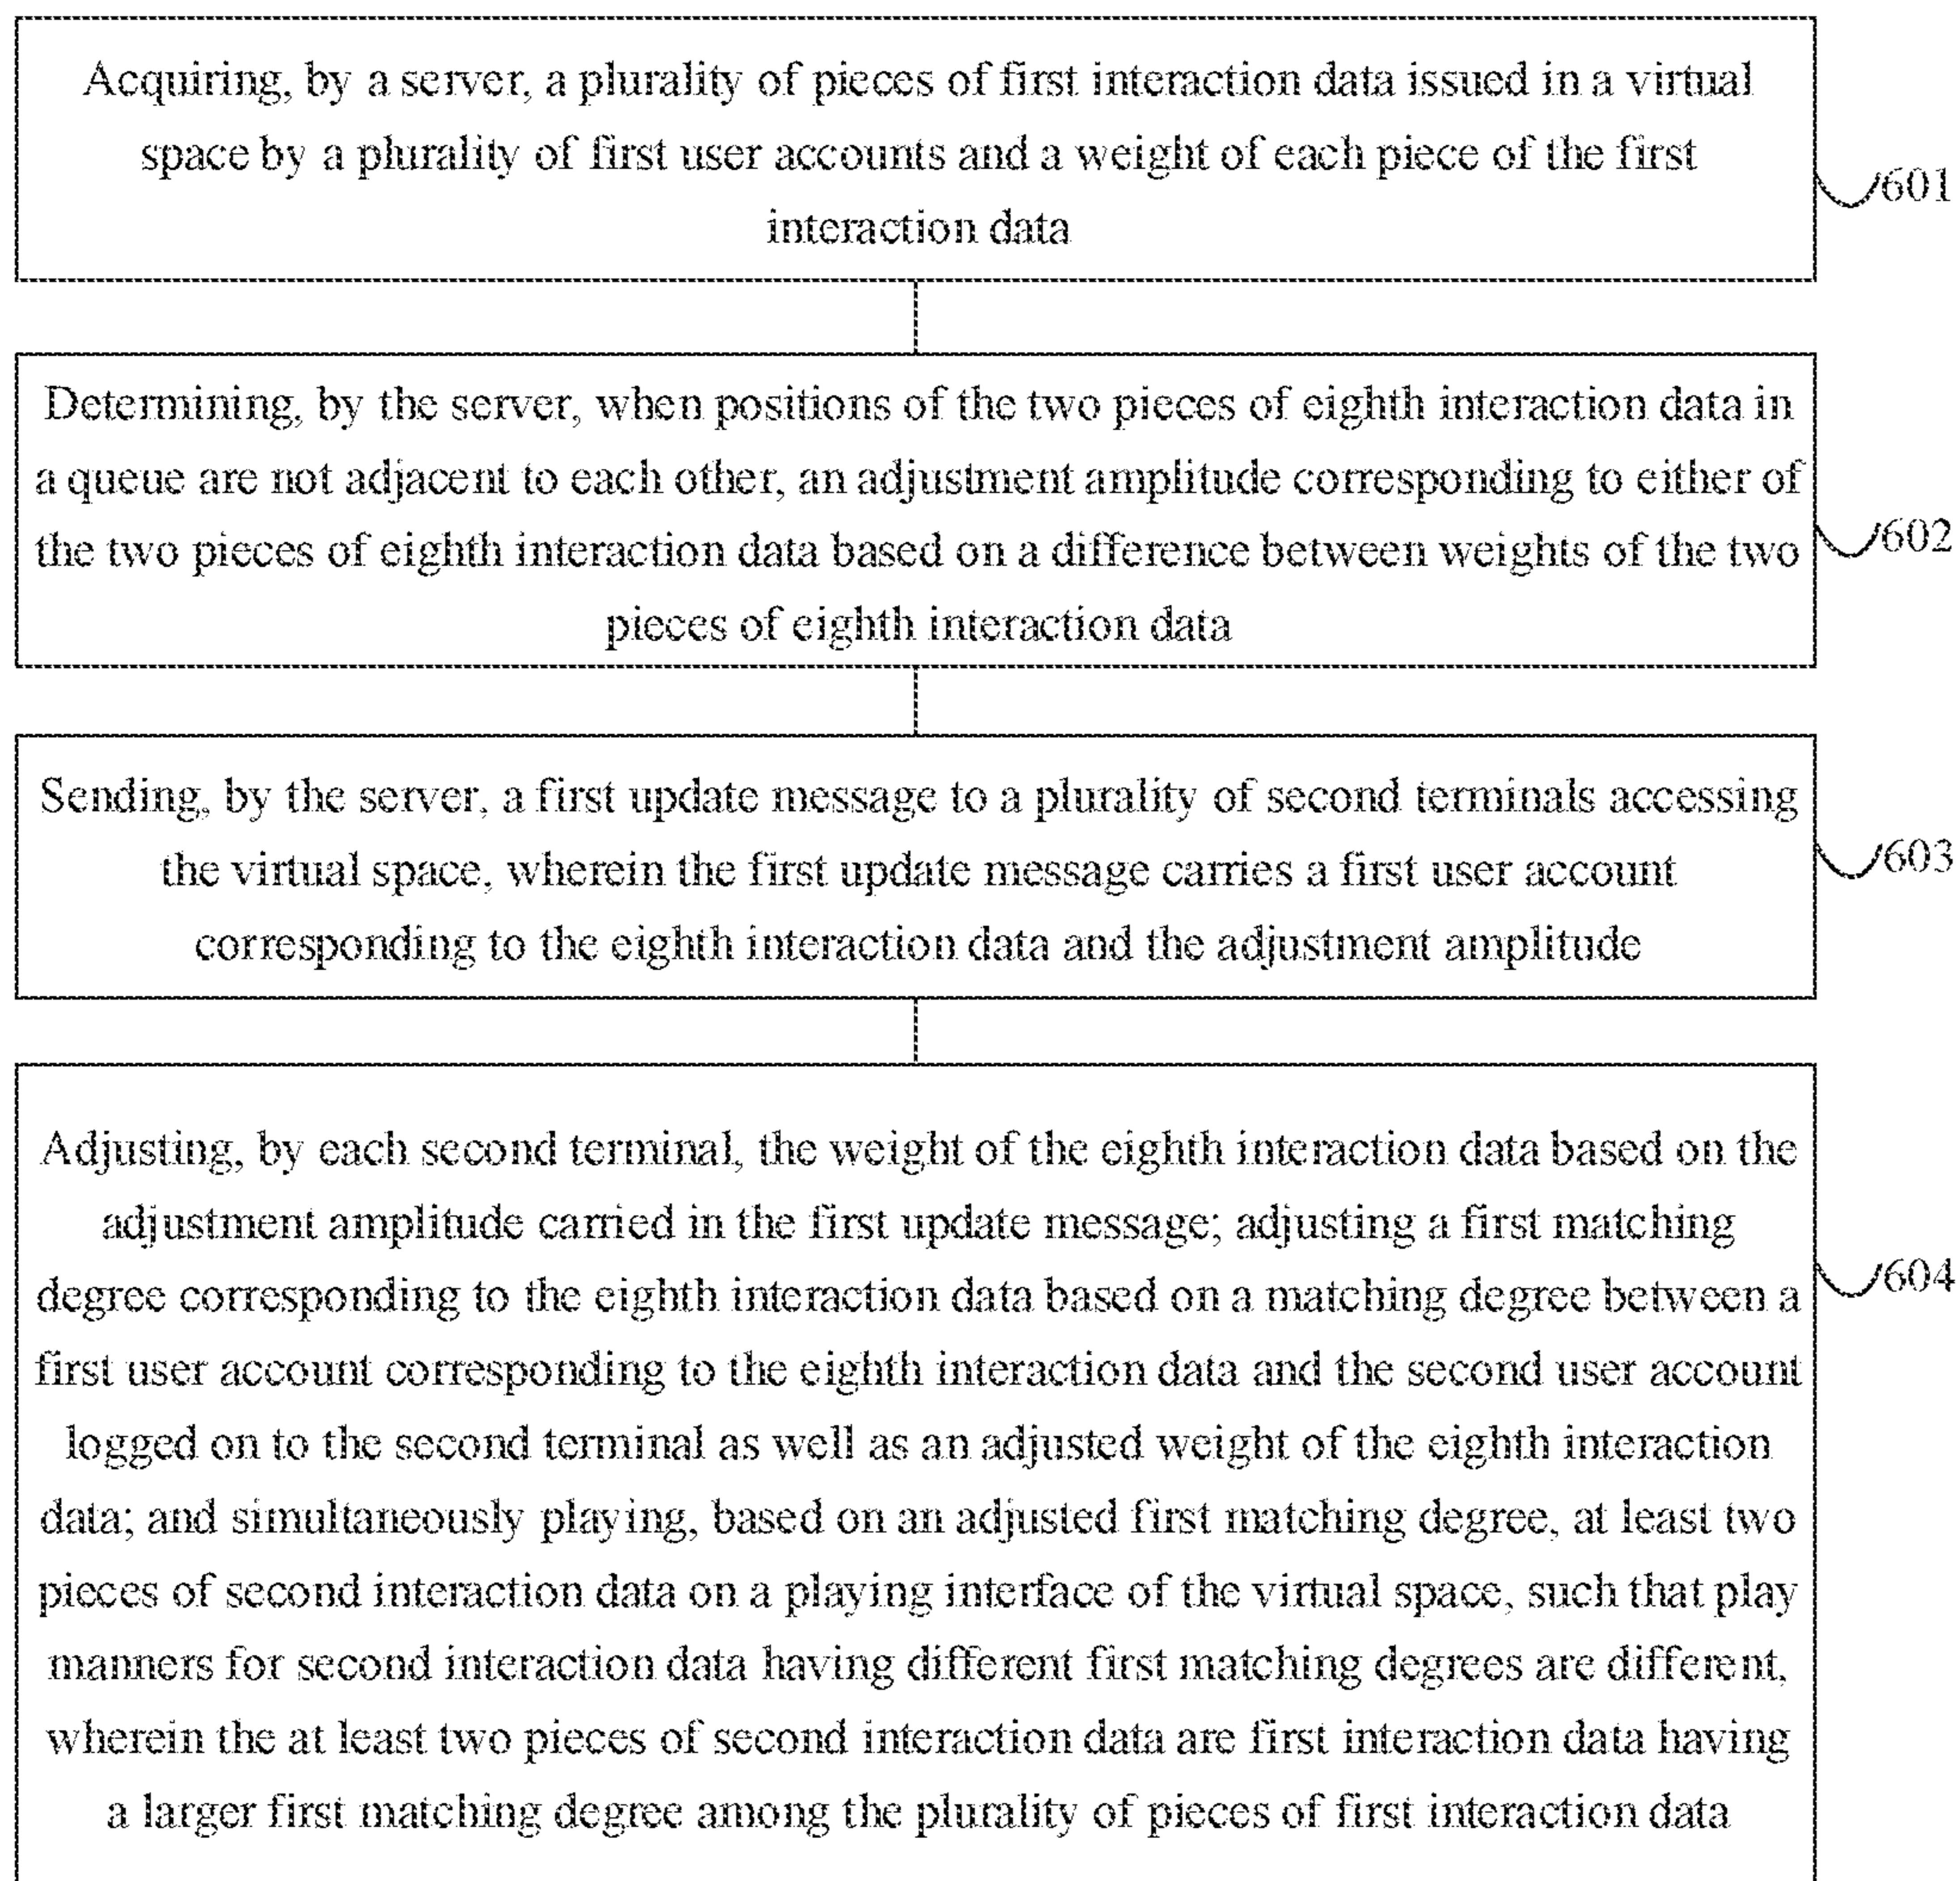 Acquiring, by a server, a plurality of pieces of first interaction data issued in a virtual
space by a plurality of first user accounts and a weight of each piece of the first
interaction data
601
Determining, by the server, when positions of the two pieces of eighth interaction data in
a queue are not adjacent to each other, an adjustment amplitude corresponding to either of
the two pieces of eighth interaction data based on a difference between weights of the two
pieces of eighth interaction data
602
Sending, by the server, a first update message to a plurality of second terminals accessing
the virtual space, wherein the first update message carries a first user account
corresponding to the eighth interaction data and the adjustment amplitude
603
Adjusting, by each second terminal, the weight of the eighth interaction data based on the
adjustment amplitude carried in the first update message; adjusting a first matching
degree corresponding to the eighth interaction data based on a matching degree between a
first user account corresponding to the eighth interaction data and the second user account
logged on to the second terminal as well as an adjusted weight of the eighth interaction
data; and simultaneously playing, based on an adjusted first matching degree, at least two
pieces of second interaction data on a playing interface of the virtual space, such that play
manners for second interaction data having different first matching degrees are different,
wherein the at least two pieces of second interaction data are first interaction data having
a larger first matching degree among the plurality of pieces of first interaction data
604